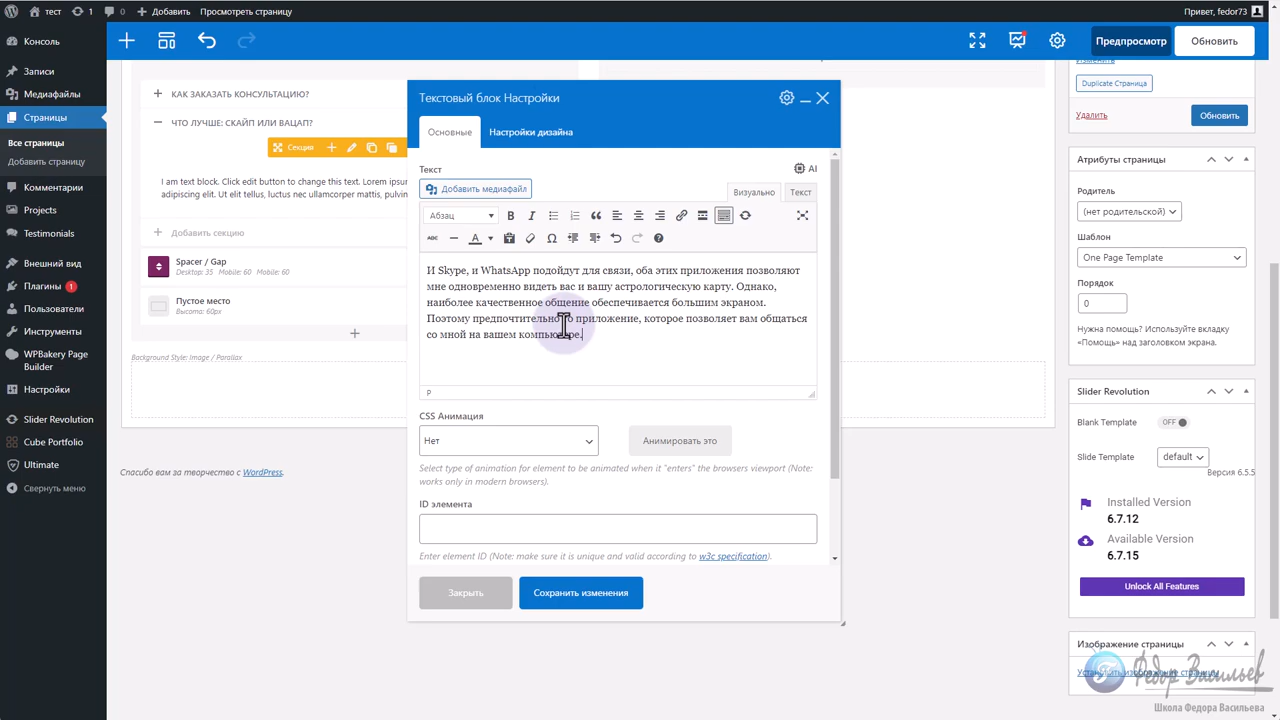 Тест
1
0
Добавить
Просмотреть страницу
Привет, fedor73
Консоль
Записи
Медиафайлы
Страницы
Все страницы
Добавить страницу
Комментарии
Projects
Testimonials
Внешний вид
Плагины 1
Пользователи
Инструменты
WPBakery Page
Builder
Настройки
Slider Revolution
Cube Portfolio
Ultimate
Свернуть меню
Предпросмотр
Обновить
КАК ЗАКАЗАТЬ КОНСУЛЬТАЦИЮ?
ЧТО ЛУЧШЕ: СКАЙП ИЛИ ВАЦАП?
Секция
I am text block. Click edit button to change this text. Lorem
adipiscing elit. Ut elit tellus, luctus nec ullamcorper mattis, pulvin
Добавить секцию
Spacer / Gap
Desktop: 35 Mobile: 60 Mobile: 60
Пустое место
Высота: 60px
Background Style: Image / Parallax
Спасибо вам за творчество с WordPress.
Текстовый блок Настройки
Основные
Настройки дизайна
Текст
AI
Добавить медиафайл
Визуально
Текст
Абзац
И Skype, и WhatsApp подойдут для связи, оба этих приложения позволяют
мне одновременно видеть вас и вашу астрологическую карту. Однако,
наиболее качественное общение обеспечивается большим экраном.
Поэтому предпочтительно приложение, которое позволяет вам общаться
со мной на вашем компьютере.
P
CSS Анимация
Нет
Анимировать это
Select type of animation for element to be animated when it "enters" the browsers viewport (Note:
works only in modern browsers).
ID элемента
Enter element ID (Note: make sure it is unique and valid according to w3c specification).
Закрыть
Сохранить изменения
Изменить
Duplicate Страница
Удалить
Обновить
Атрибуты страницы
Родитель
(нет родительской)
Шаблон
One Page Template
Порядок
0
Нужна помощь? Используйте вкладку
«Помощь» над заголовком экрана.
Slider Revolution
Blank Template
OFF
Slide Template
default
Версия 6.5.5
Installed Version
6.7.12
Available Version
6.7.15
Unlock All Features
Изображение страницы
Установить изображение страницы
Федор Васильев
Школа Федора Васильева